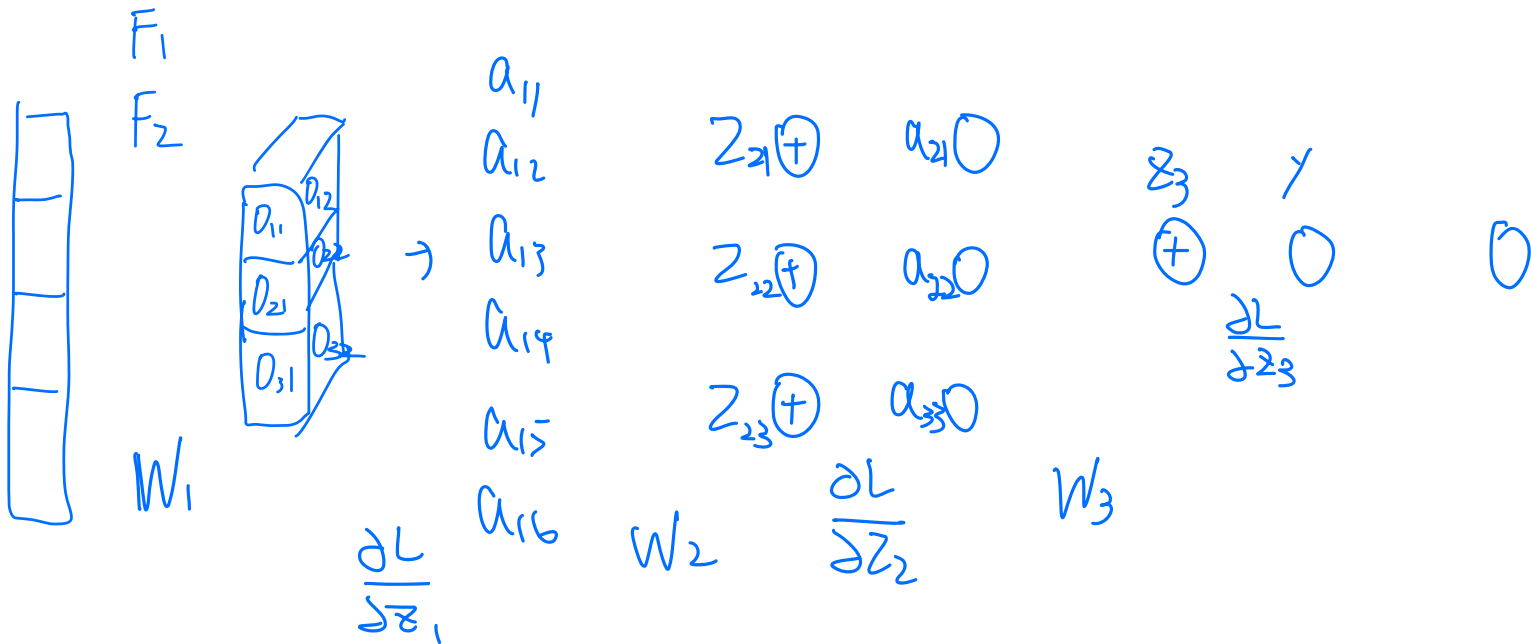 F₁
F₂
W₁
O₁₁
O₁₂
O₂₁
O₂₂
O₃₁
O₃₂
→
∂L/∂z₁
a₁₁
a₁₂
a₁₃
a₁₄
a₁₅
a₁₆
W₂
Z₂₁ +
Z₂₂ +
Z₂₃ +
a₂₁
a₂₂
a₃₃
∂L/∂Z₂
W₃
z₃
+
y
∂L/∂z₃